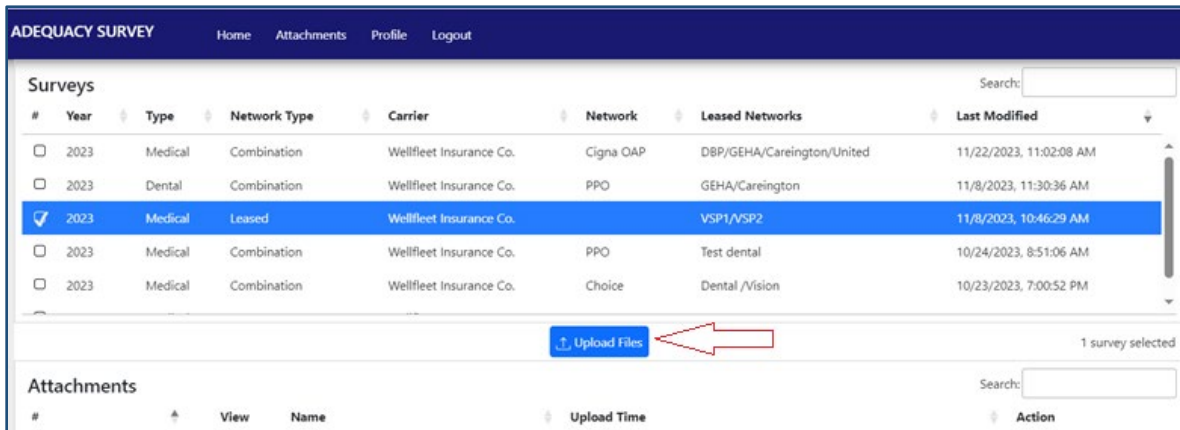 ADEQUACY SURVEY Home Attachments Profile Logout
Surveys Search:
# Year Type Network Type Carrier Network Leased Networks Last Modified
2023 Medical Combination Wellfleet Insurance Co. Cigna OAP DBP/GEHA/Careington/United 11/22/2023, 11:02:08 AM
2023 Dental Combination Wellfleet Insurance Co. PPO GEHA/Careington 11/8/2023, 11:30:36 AM
2023 Medical Leased Wellfleet Insurance Co. VSP1/VSP2 11/8/2023, 10:46:29 AM
2023 Medical Combination Wellfleet Insurance Co. PPO Test dental 10/24/2023, 8:51:06 AM
2023 Medical Combination Wellfleet Insurance Co. Choice Dental /Vision 10/23/2023, 7:00:52 PM
Upload Files 1 survey selected
Attachments Search:
# View Name Upload Time Action